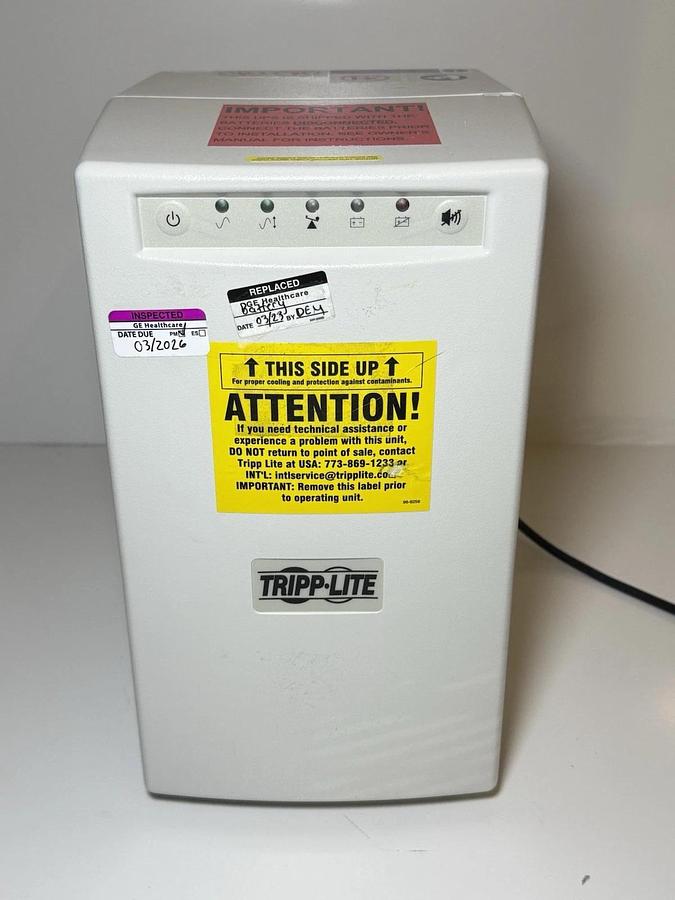 IMPORTANT!
THIS UPS IS SHIPPED WITH THE
BATTERIES DISCONNECTED.
CONNECT THE BATTERIES PRIOR
TO INSTALLATION. SEE OWNER'S
MANUAL FOR INSTRUCTIONS.
REPLACED
GE Healthcare
Battery
DATE 03/23 BY DEM
INSPECTED
GE Healthcare
DATE DUE PM ES
03/2026
THIS SIDE UP
For proper cooling and protection against contaminants.
ATTENTION!
If you need technical assistance or
experience a problem with this unit,
DO NOT return to point of sale, contact
Tripp Lite at USA: 773-869-1233 or
INT'L: intlservice@tripplite.com
IMPORTANT: Remove this label prior
to operating unit.
TRIPP·LITE